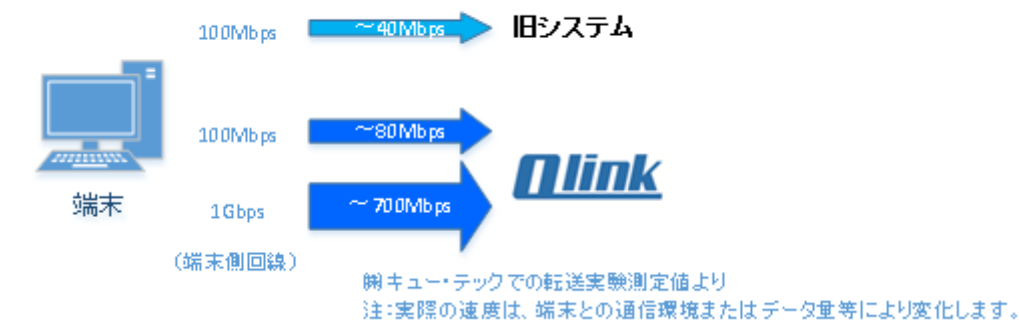 100Mbps ～40Mbps 旧システム
100Mbps ～80Mbps
Qlink
端末 1Gbps ～700Mbps
(端末側回線)
㈱キュー・テックでの転送実験測定値より
注:実際の速度は、端末との通信環境またはデータ量等により変化します。